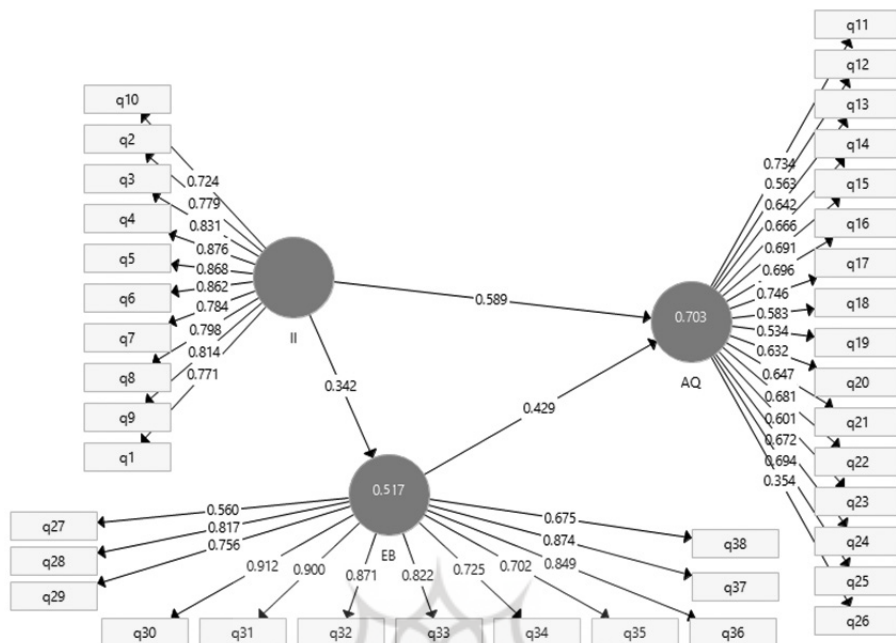 q10
q2
q3
q4
q5
q6
q7
q8
q9
q1
0.724
0.779
0.831
0.876
0.868
0.862
0.784
0.798
0.814
0.771
II
0.589
0.342
0.429
0.703
AQ
0.734
0.563
0.642
0.666
0.691
0.696
0.746
0.583
0.534
0.632
0.647
0.681
0.601
0.672
0.694
0.354
q11
q12
q13
q14
q15
q16
q17
q18
q19
q20
q21
q22
q23
q24
q25
q26
0.517
EB
0.560
0.817
0.756
0.912
0.900
0.871
0.822
0.725
0.702
0.849
0.874
0.675
q27
q28
q29
q30
q31
q32
q33
q34
q35
q36
q37
q38